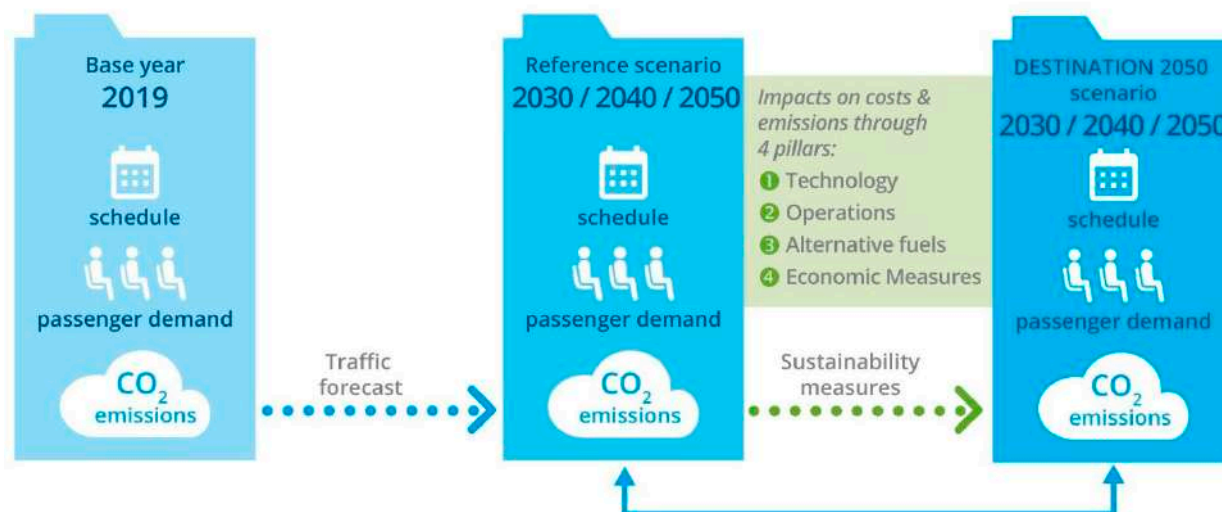 Base year
2019
schedule
passenger demand
CO₂
emissions
Traffic
forecast
Reference scenario
2030 / 2040 / 2050
schedule
passenger demand
CO₂
emissions
Impacts on costs &
emissions through
4 pillars:
1 Technology
2 Operations
3 Alternative fuels
4 Economic Measures
Sustainability
measures
DESTINATION 2050
scenario
2030 / 2040 / 2050
schedule
passenger demand
CO₂
emissions